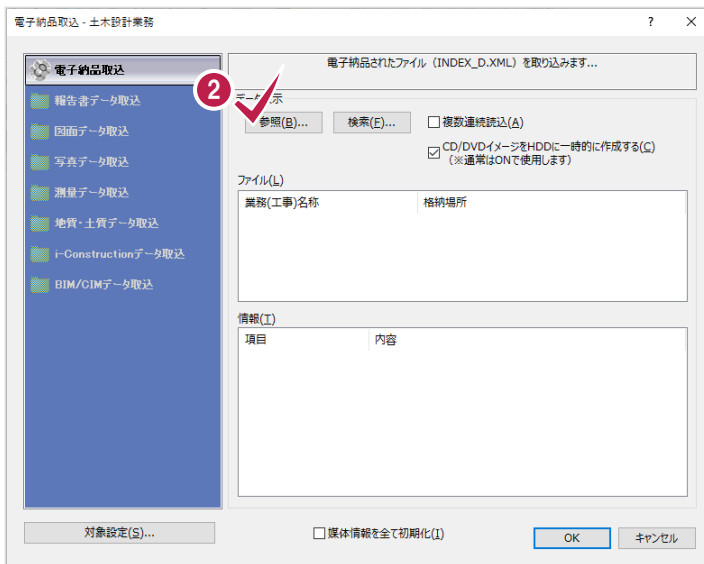 電子納品取込 - 土木設計業務
? ×
電子納品取込
報告書データ取込
図面データ取込
写真データ取込
測量データ取込
地質・土質データ取込
i-Constructionデータ取込
BIM/CIMデータ取込
電子納品されたファイル（INDEX_D.XML）を取り込みます...
2
参照(B)...
検索(F)...
複数連続読込(A)
CD/DVDイメージをHDDに一時的に作成する(C)
（※通常はONで使用します）
ファイル(L)
業務(工事)名称
格納場所
情報(T)
項目
内容
対象設定(S)...
媒体情報を全て初期化(I)
OK
キャンセル